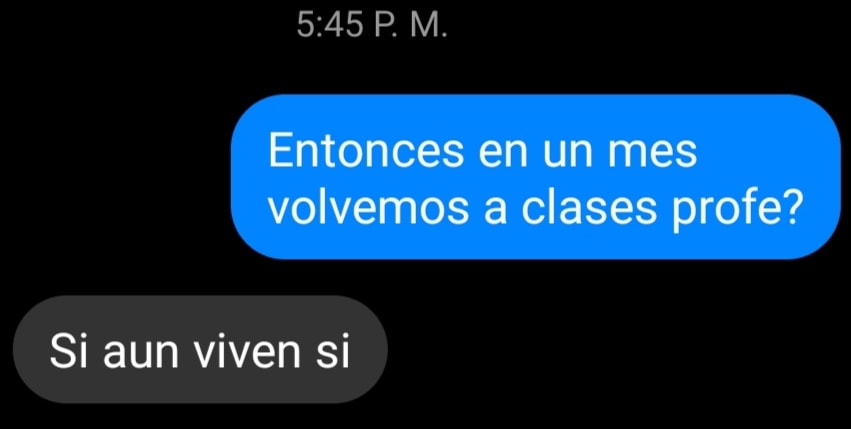 5:45 P. M.
Entonces en un mes
volvemos a clases profe?
Si aun viven si